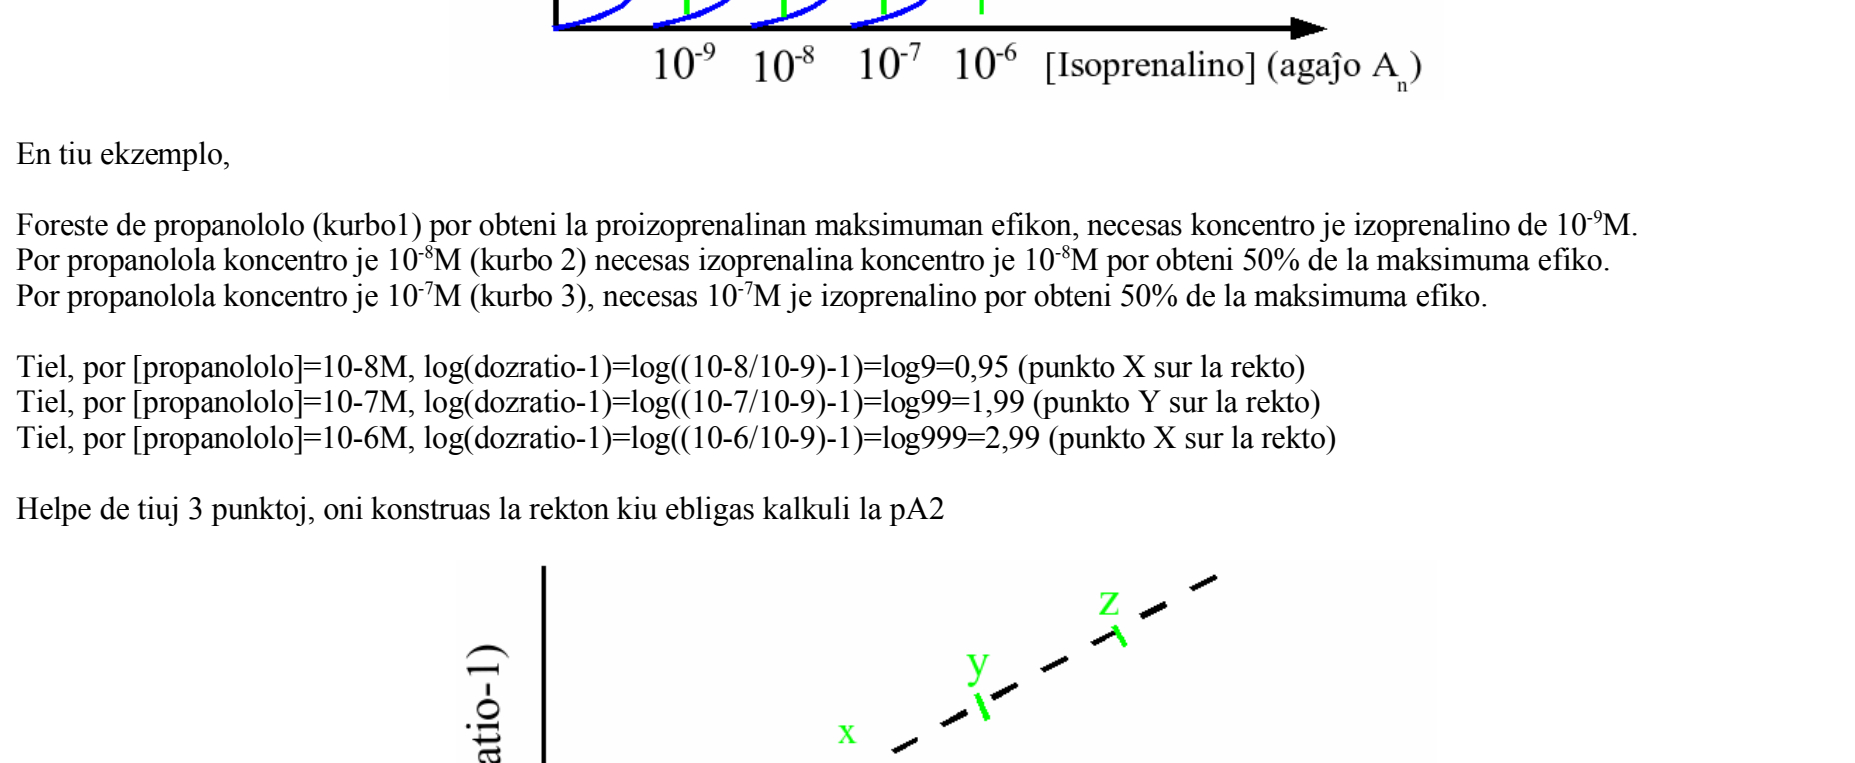 10-9 10-8 10-7 10-6 [Isoprenalino] (agaĵo An)
En tiu ekzemplo,
Foreste de propanololo (kurbo1) por obteni la proizoprenalinan maksimuman efikon, necesas koncentro je izoprenalino de 10-9M.
Por propanolola koncentro je 10-8M (kurbo 2) necesas izoprenalina koncentro je 10-8M por obteni 50% de la maksimuma efiko.
Por propanolola koncentro je 10-7M (kurbo 3), necesas 10-7M je izoprenalino por obteni 50% de la maksimuma efiko.
Tiel, por [propanololo]=10-8M, log(dozratio-1)=log((10-8/10-9)-1)=log9=0,95 (punkto X sur la rekto)
Tiel, por [propanololo]=10-7M, log(dozratio-1)=log((10-7/10-9)-1)=log99=1,99 (punkto Y sur la rekto)
Tiel, por [propanololo]=10-6M, log(dozratio-1)=log((10-6/10-9)-1)=log999=2,99 (punkto X sur la rekto)
Helpe de tiuj 3 punktoj, oni konstruas la rekton kiu ebligas kalkuli la pA2
z
y
x
atio-1)